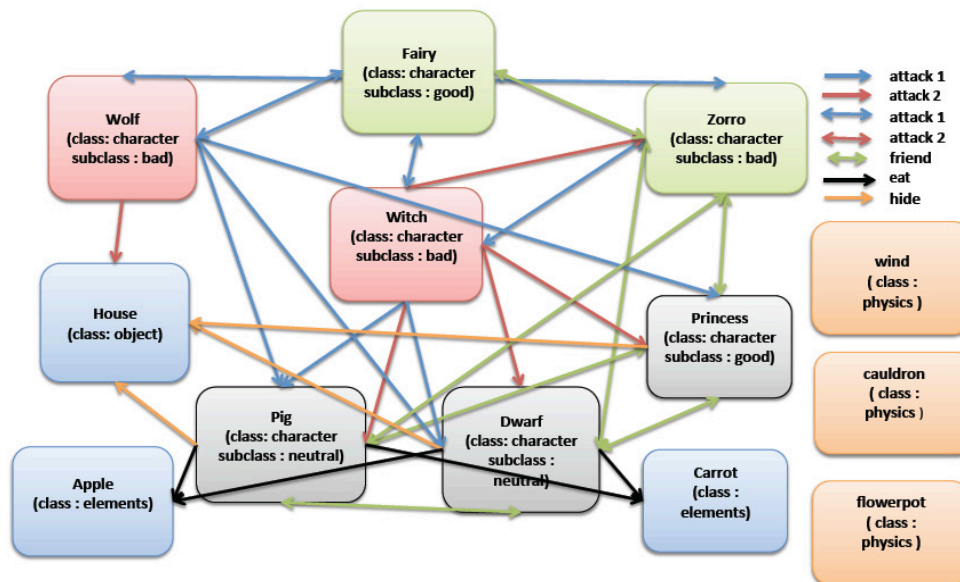 Fairy
(class: character
subclass : good)
Wolf
(class: character
subclass : bad)
Zorro
(class: character
subclass : bad)
attack 1
attack 2
attack 1
attack 2
friend
eat
hide
Witch
(class: character
subclass : bad)
wind
( class :
physics )
House
(class: object)
Princess
(class: character
subclass : good)
cauldron
( class :
physics )
Pig
(class: character
subclass : neutral)
Dwarf
(class: character
subclass :
neutral)
Apple
(class : elements)
Carrot
(class :
elements)
flowerpot
( class :
physics )